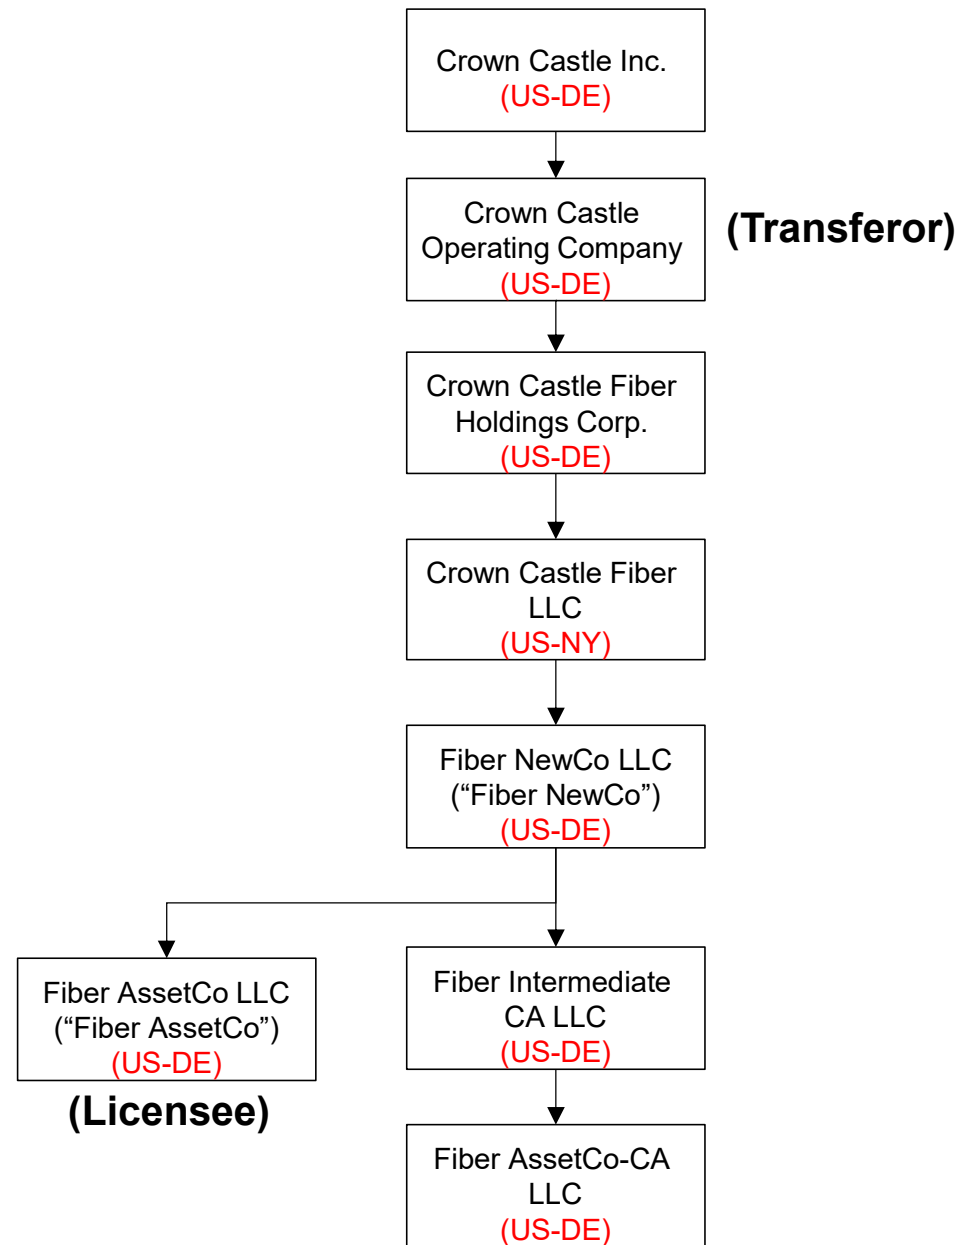 Crown Castle Inc.
(US-DE)
Crown Castle
Operating Company
(US-DE)
(Transferor)
Crown Castle Fiber
Holdings Corp.
(US-DE)
Crown Castle Fiber
LLC
(US-NY)
Fiber NewCo LLC
(“Fiber NewCo”)
(US-DE)
Fiber AssetCo LLC
(“Fiber AssetCo”)
(US-DE)
(Licensee)
Fiber Intermediate
CA LLC
(US-DE)
Fiber AssetCo-CA
LLC
(US-DE)